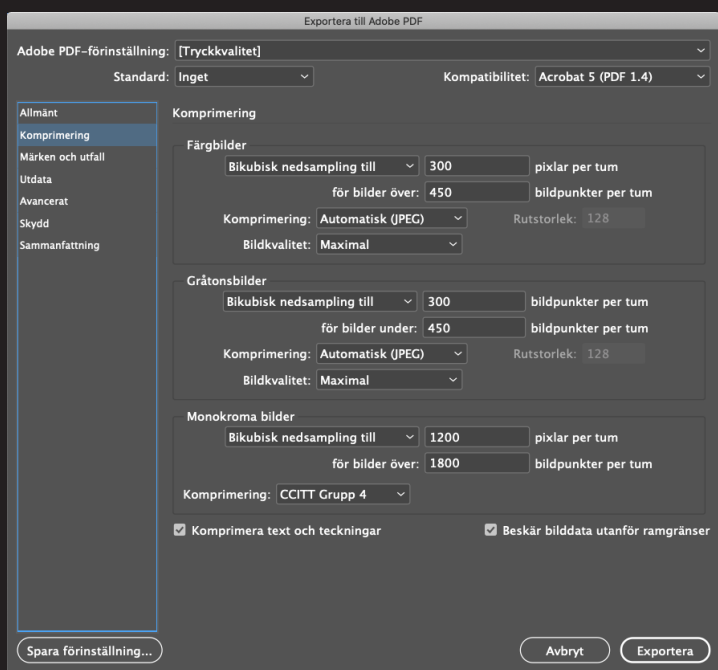 Exportera till Adobe PDF
Adobe PDF-förinställning: [Tryckkvalitet]
Standard: Inget Kompatibilitet: Acrobat 5 (PDF 1.4)
Allmänt
Komprimering
Märken och utfall
Utdata
Avancerat
Skydd
Sammanfattning
Komprimering
Färgbilder
Bikubisk nedsampling till 300 pixlar per tum
för bilder över: 450 bildpunkter per tum
Komprimering: Automatisk (JPEG) Rutstorlek: 128
Bildkvalitet: Maximal
Gråtonsbilder
Bikubisk nedsampling till 300 bildpunkter per tum
för bilder under: 450 bildpunkter per tum
Komprimering: Automatisk (JPEG) Rutstorlek: 128
Bildkvalitet: Maximal
Monokroma bilder
Bikubisk nedsampling till 1200 pixlar per tum
för bilder över: 1800 bildpunkter per tum
Komprimering: CCITT Grupp 4
Komprimera text och teckningar Beskär bilddata utanför ramgränser
Spara förinställning... Avbryt Exportera